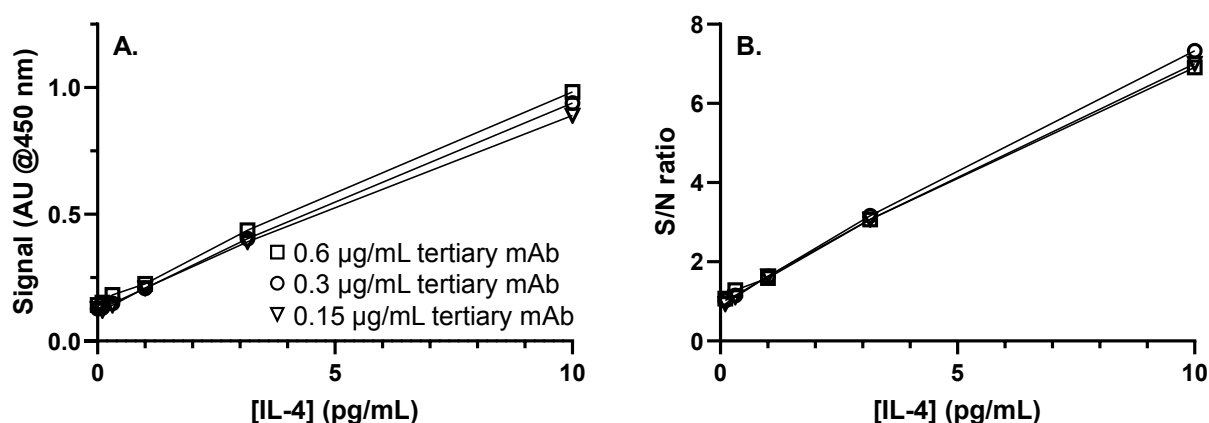 A.
Signal (AU @450 nm)
1.0
0.5
0.0
0
5
10
[IL-4] (pg/mL)
0.6 µg/mL tertiary mAb
0.3 µg/mL tertiary mAb
0.15 µg/mL tertiary mAb
B.
S/N ratio
8
6
4
2
0
0
5
10
[IL-4] (pg/mL)